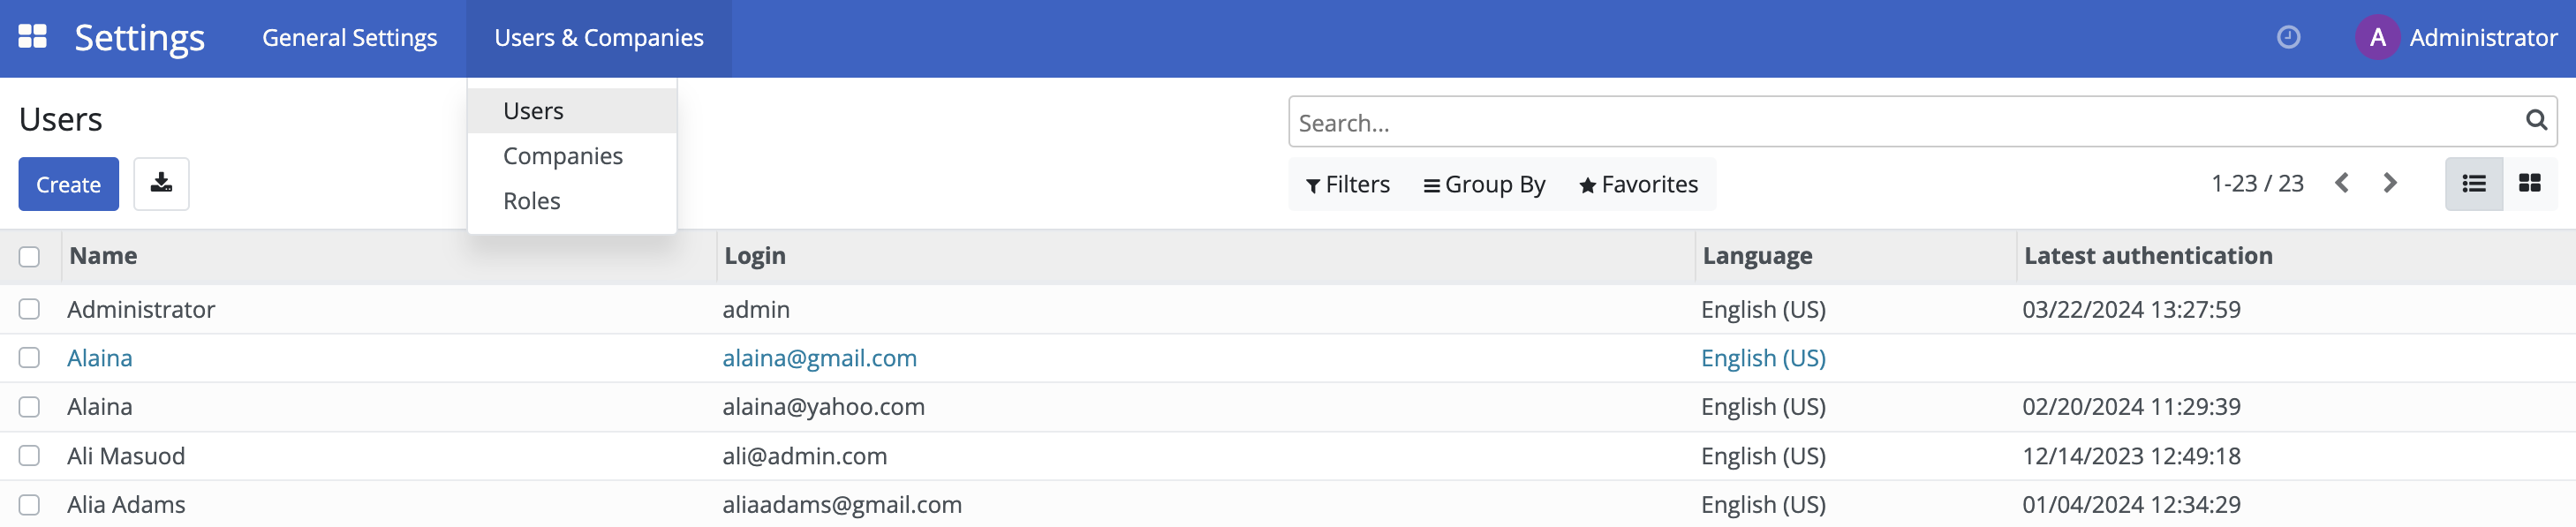 Settings General Settings Users & Companies A Administrator
Users
Users
Companies
Roles
Search...
Create
Filters Group By Favorites 1-23 / 23
Name Login Language Latest authentication
Administrator admin English (US) 03/22/2024 13:27:59
Alaina alaina@gmail.com English (US)
Alaina alaina@yahoo.com English (US) 02/20/2024 11:29:39
Ali Masuod ali@admin.com English (US) 12/14/2023 12:49:18
Alia Adams aliaadams@gmail.com English (US) 01/04/2024 12:34:29